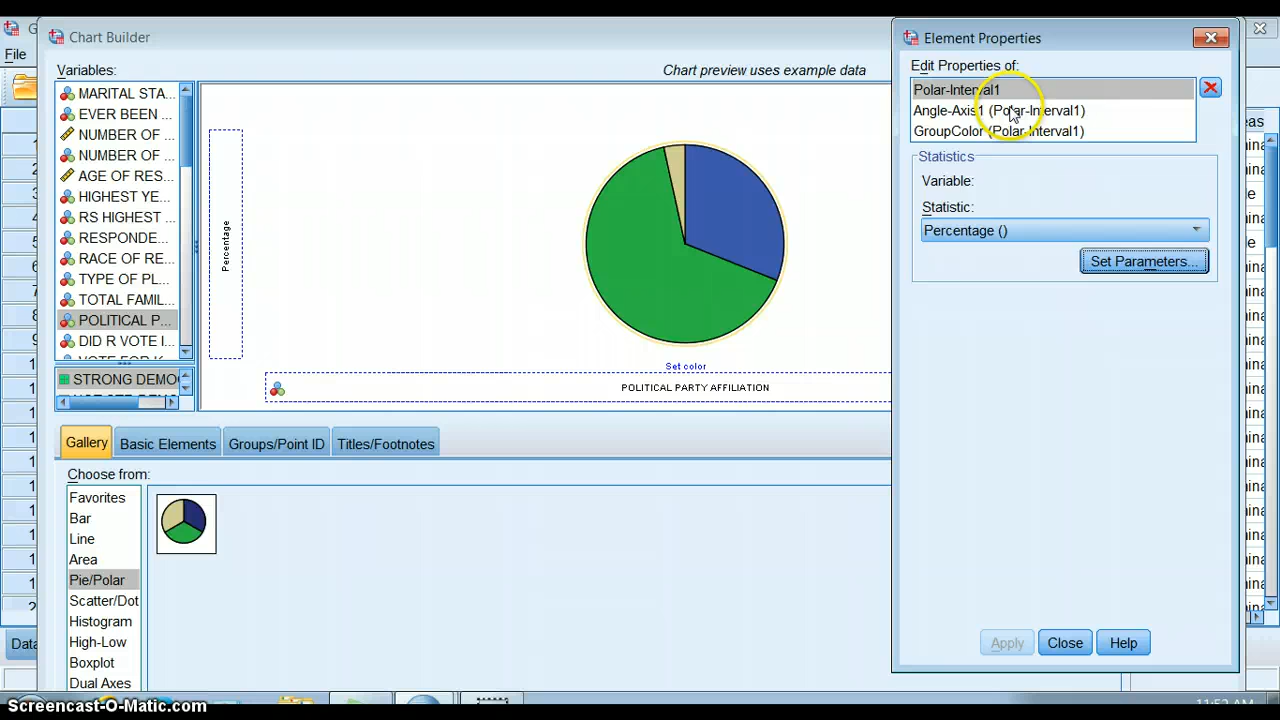 G
Chart Builder
File
Variables:
Chart preview uses example data
MARITAL STA...
EVER BEEN ...
NUMBER OF ...
NUMBER OF ...
AGE OF RES...
HIGHEST YE...
RS HIGHEST ...
RESPONDE...
RACE OF RE...
TYPE OF PL...
TOTAL FAMIL...
POLITICAL P...
DID R VOTE I...
STRONG DEMO
Percentage
Set color
POLITICAL PARTY AFFILIATION
Gallery
Basic Elements
Groups/Point ID
Titles/Footnotes
Choose from:
Favorites
Bar
Line
Area
Pie/Polar
Scatter/Dot
Histogram
High-Low
Boxplot
Dual Axes
Element Properties
Edit Properties of:
Polar-Interval1
Angle-Axis1 (Polar-Interval1)
GroupColor (Polar-Interval1)
Statistics
Variable:
Statistic:
Percentage ()
Set Parameters...
Apply
Close
Help
Data
Screencast-O-Matic.com